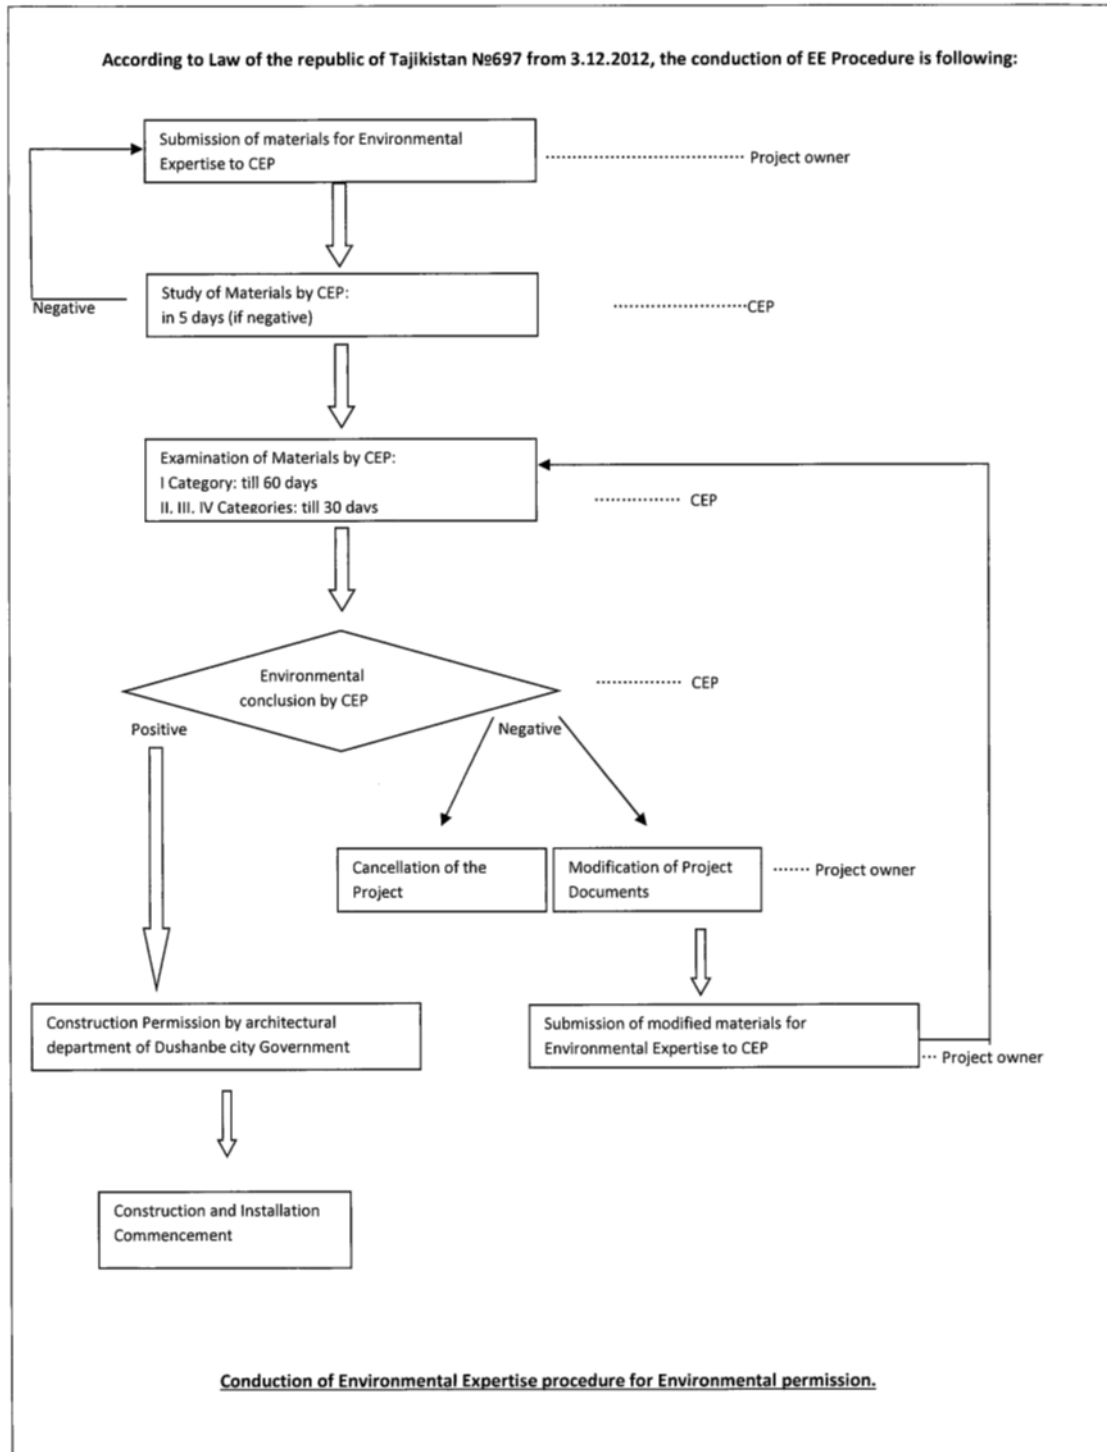 According to Law of the republic of Tajikistan №697 from 3.12.2012, the conduction of EE Procedure is following:
Submission of materials for Environmental
Expertise to CEP
Project owner
Study of Materials by CEP:
in 5 days (if negative)
Negative
CEP
Examination of Materials by CEP:
I Category: till 60 days
II. III. IV Categories: till 30 days
CEP
Environmental
conclusion by CEP
CEP
Positive
Negative
Cancellation of the
Project
Modification of Project
Documents
Project owner
Construction Permission by architectural
department of Dushanbe city Government
Submission of modified materials for
Environmental Expertise to CEP
Project owner
Construction and Installation
Commencement
Conduction of Environmental Expertise procedure for Environmental permission.